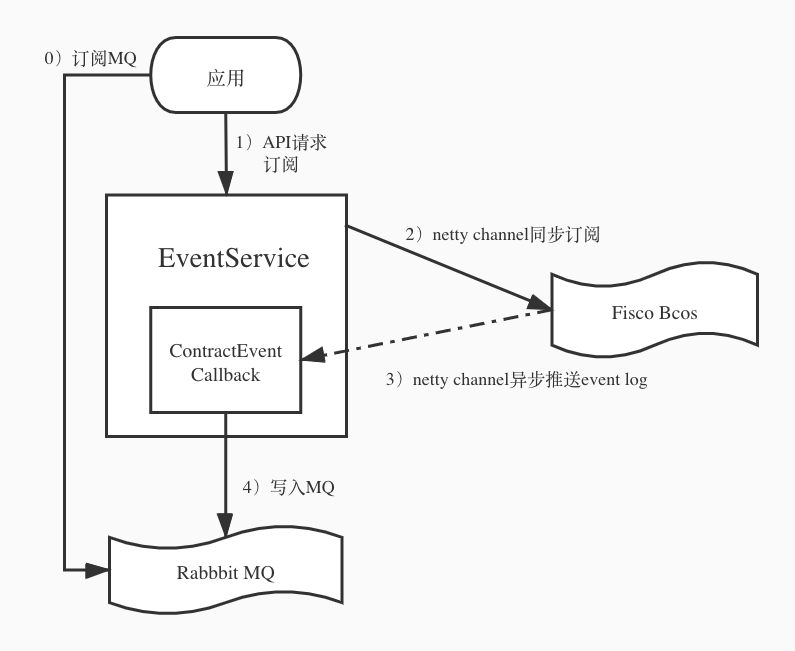 0）订阅MQ
应用
1）API请求
订阅
EventService
2）netty channel同步订阅
Fisco Bcos
ContractEvent
Callback
3）netty channel异步推送event log
4）写入MQ
Rabbbit MQ